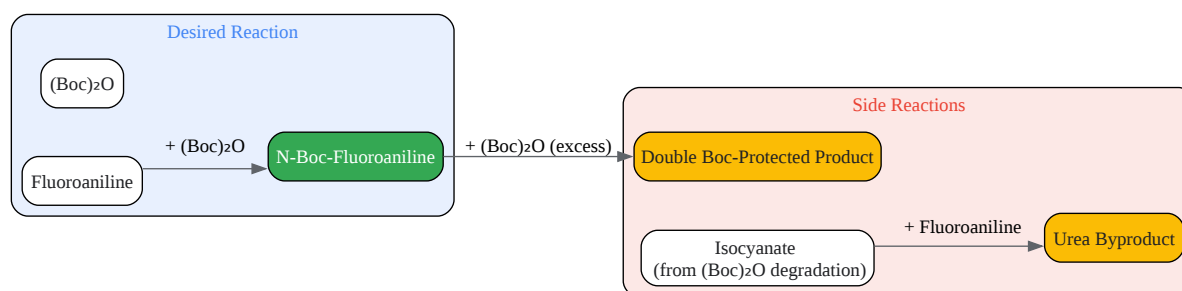 Desired Reaction
(Boc)₂O
+ (Boc)₂O
Fluoroaniline
N-Boc-Fluoroaniline
+ (Boc)₂O (excess)
Side Reactions
Double Boc-Protected Product
Isocyanate
(from (Boc)₂O degradation)
+ Fluoroaniline
Urea Byproduct